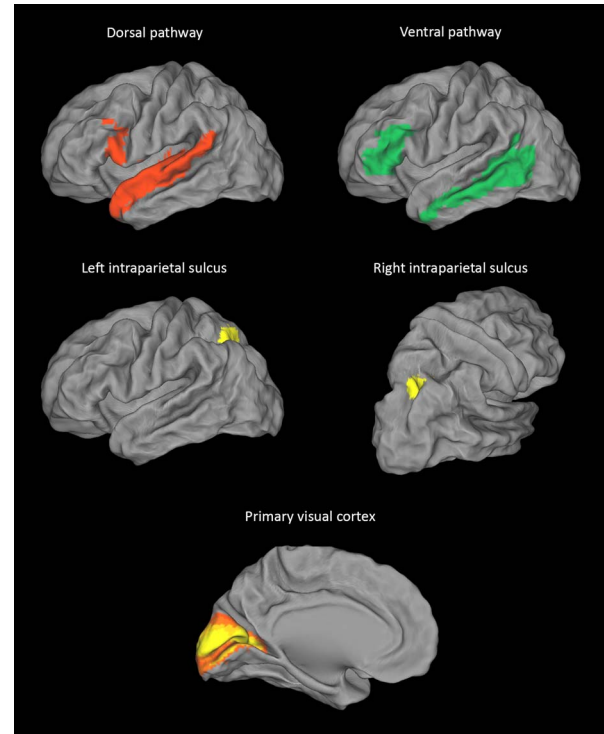 Dorsal pathway
Ventral pathway
Left intraparietal sulcus
Right intraparietal sulcus
Primary visual cortex